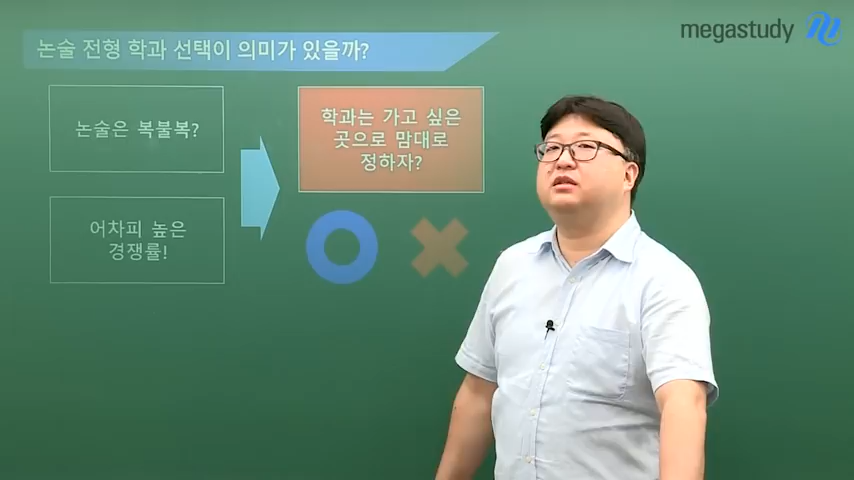 논술 전형 학과 선택이 의미가 있을까?
megastudy
논술은 복불복?
학과는 가고 싶은
곳으로 맘대로
정하자?
어차피 높은
경쟁률!